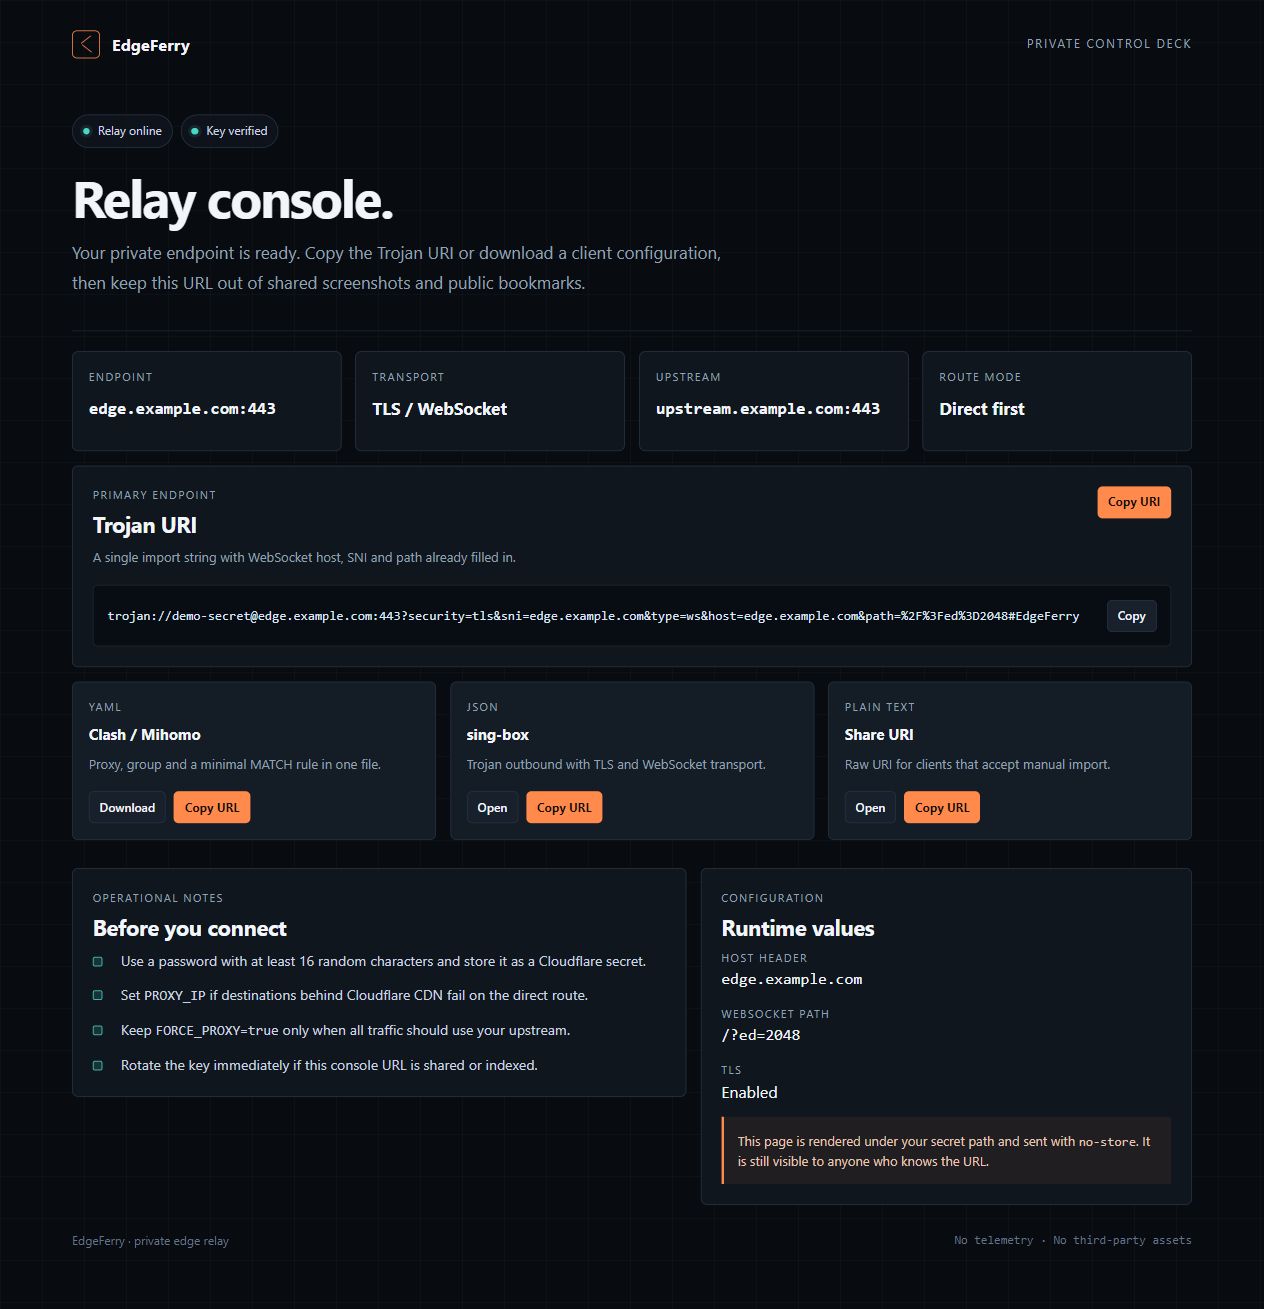 EdgeFerry
PRIVATE CONTROL DECK
Relay online
Key verified
Relay console.
Your private endpoint is ready. Copy the Trojan URI or download a client configuration,
then keep this URL out of shared screenshots and public bookmarks.
ENDPOINT
edge.example.com:443
TRANSPORT
TLS / WebSocket
UPSTREAM
upstream.example.com:443
ROUTE MODE
Direct first
PRIMARY ENDPOINT
Trojan URI
A single import string with WebSocket host, SNI and path already filled in.
Copy URI
trojan://demo-secret@edge.example.com:443?security=tls&sni=edge.example.com&type=ws&host=edge.example.com&path=%2F%3Fed%3D2048#EdgeFerry
Copy
YAML
Clash / Mihomo
Proxy, group and a minimal MATCH rule in one file.
Download
Copy URL
JSON
sing-box
Trojan outbound with TLS and WebSocket transport.
Open
Copy URL
PLAIN TEXT
Share URI
Raw URI for clients that accept manual import.
Open
Copy URL
OPERATIONAL NOTES
Before you connect
Use a password with at least 16 random characters and store it as a Cloudflare secret.
Set PROXY_IP if destinations behind Cloudflare CDN fail on the direct route.
Keep FORCE_PROXY=true only when all traffic should use your upstream.
Rotate the key immediately if this console URL is shared or indexed.
CONFIGURATION
Runtime values
HOST HEADER
edge.example.com
WEBSOCKET PATH
/?ed=2048
TLS
Enabled
This page is rendered under your secret path and sent with no-store. It
is still visible to anyone who knows the URL.
EdgeFerry · private edge relay
No telemetry · No third-party assets